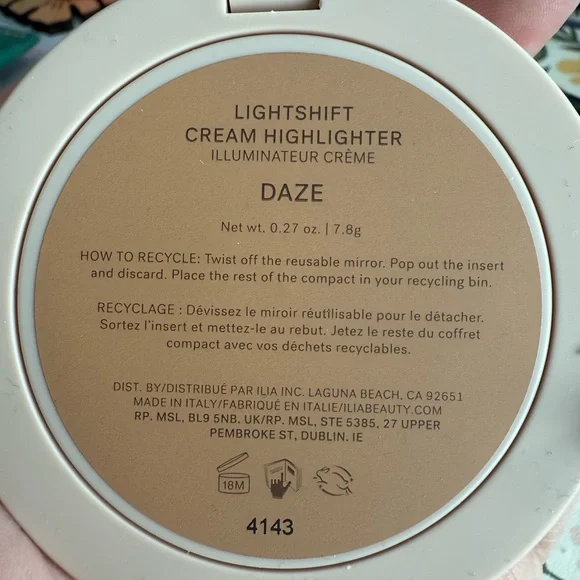 LIGHTSHIFT
CREAM HIGHLIGHTER
ILLUMINATEUR CRÈME
DAZE
Net wt. 0.27 oz. | 7.8g
HOW TO RECYCLE: Twist off the reusable mirror. Pop out the insert
and discard. Place the rest of the compact in your recycling bin.
RECYCLAGE : Dévissez le miroir réutilisable pour le détacher.
Sortez l'insert et mettez-le au rebut. Jetez le reste du coffret
compact avec vos déchets recyclables.
DIST. BY/DISTRIBUÉ PAR ILIA INC. LAGUNA BEACH, CA 92651
MADE IN ITALY/FABRIQUÉ EN ITALIE/ILIABEAUTY.COM
RP. MSL, BL9 5NB. UK/RP. MSL, STE 5385, 27 UPPER
PEMBROKE ST, DUBLIN. IE
18M
4143